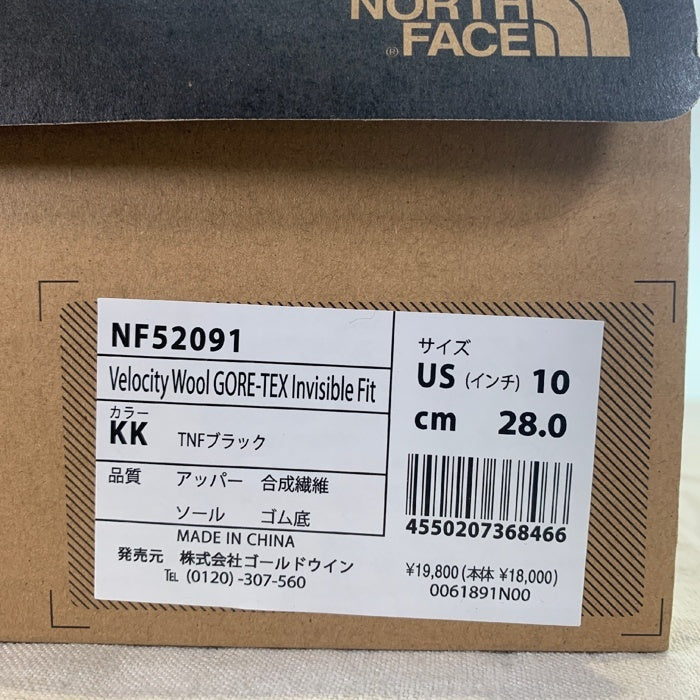 NORTH
FACE
®
NF52091
Velocity Wool GORE-TEX Invisible Fit
カラー
KK TNFブラック
品質 アッパー 合成繊維
ソール ゴム底
MADE IN CHINA
発売元 株式会社ゴールドウイン
TEL (0120) -307-560
サイズ
US (インチ) 10
cm 28.0
4550207368466
¥19,800 (本体 ¥18,000)
0061891N00